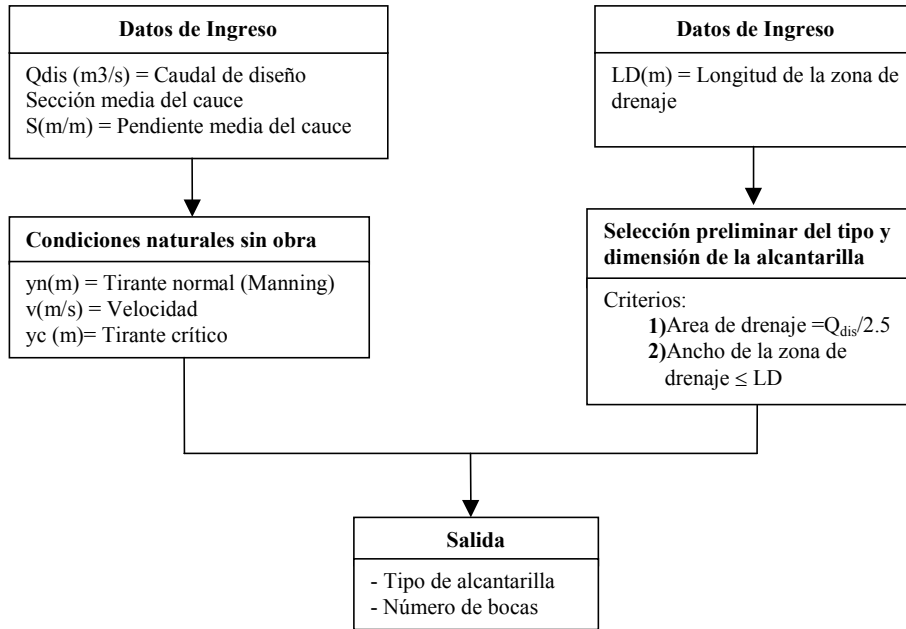 Datos de Ingreso
Qdis (m3/s) = Caudal de diseño
Sección media del cauce
S(m/m) = Pendiente media del cauce
Datos de Ingreso
LD(m) = Longitud de la zona de
drenaje
Condiciones naturales sin obra
yn(m) = Tirante normal (Manning)
v(m/s) = Velocidad
yc (m)= Tirante crítico
Selección preliminar del tipo y
dimensión de la alcantarilla
Criterios:
1)Area de drenaje =Qdis/2.5
2)Ancho de la zona de
drenaje ≤ LD
Salida
- Tipo de alcantarilla
- Número de bocas